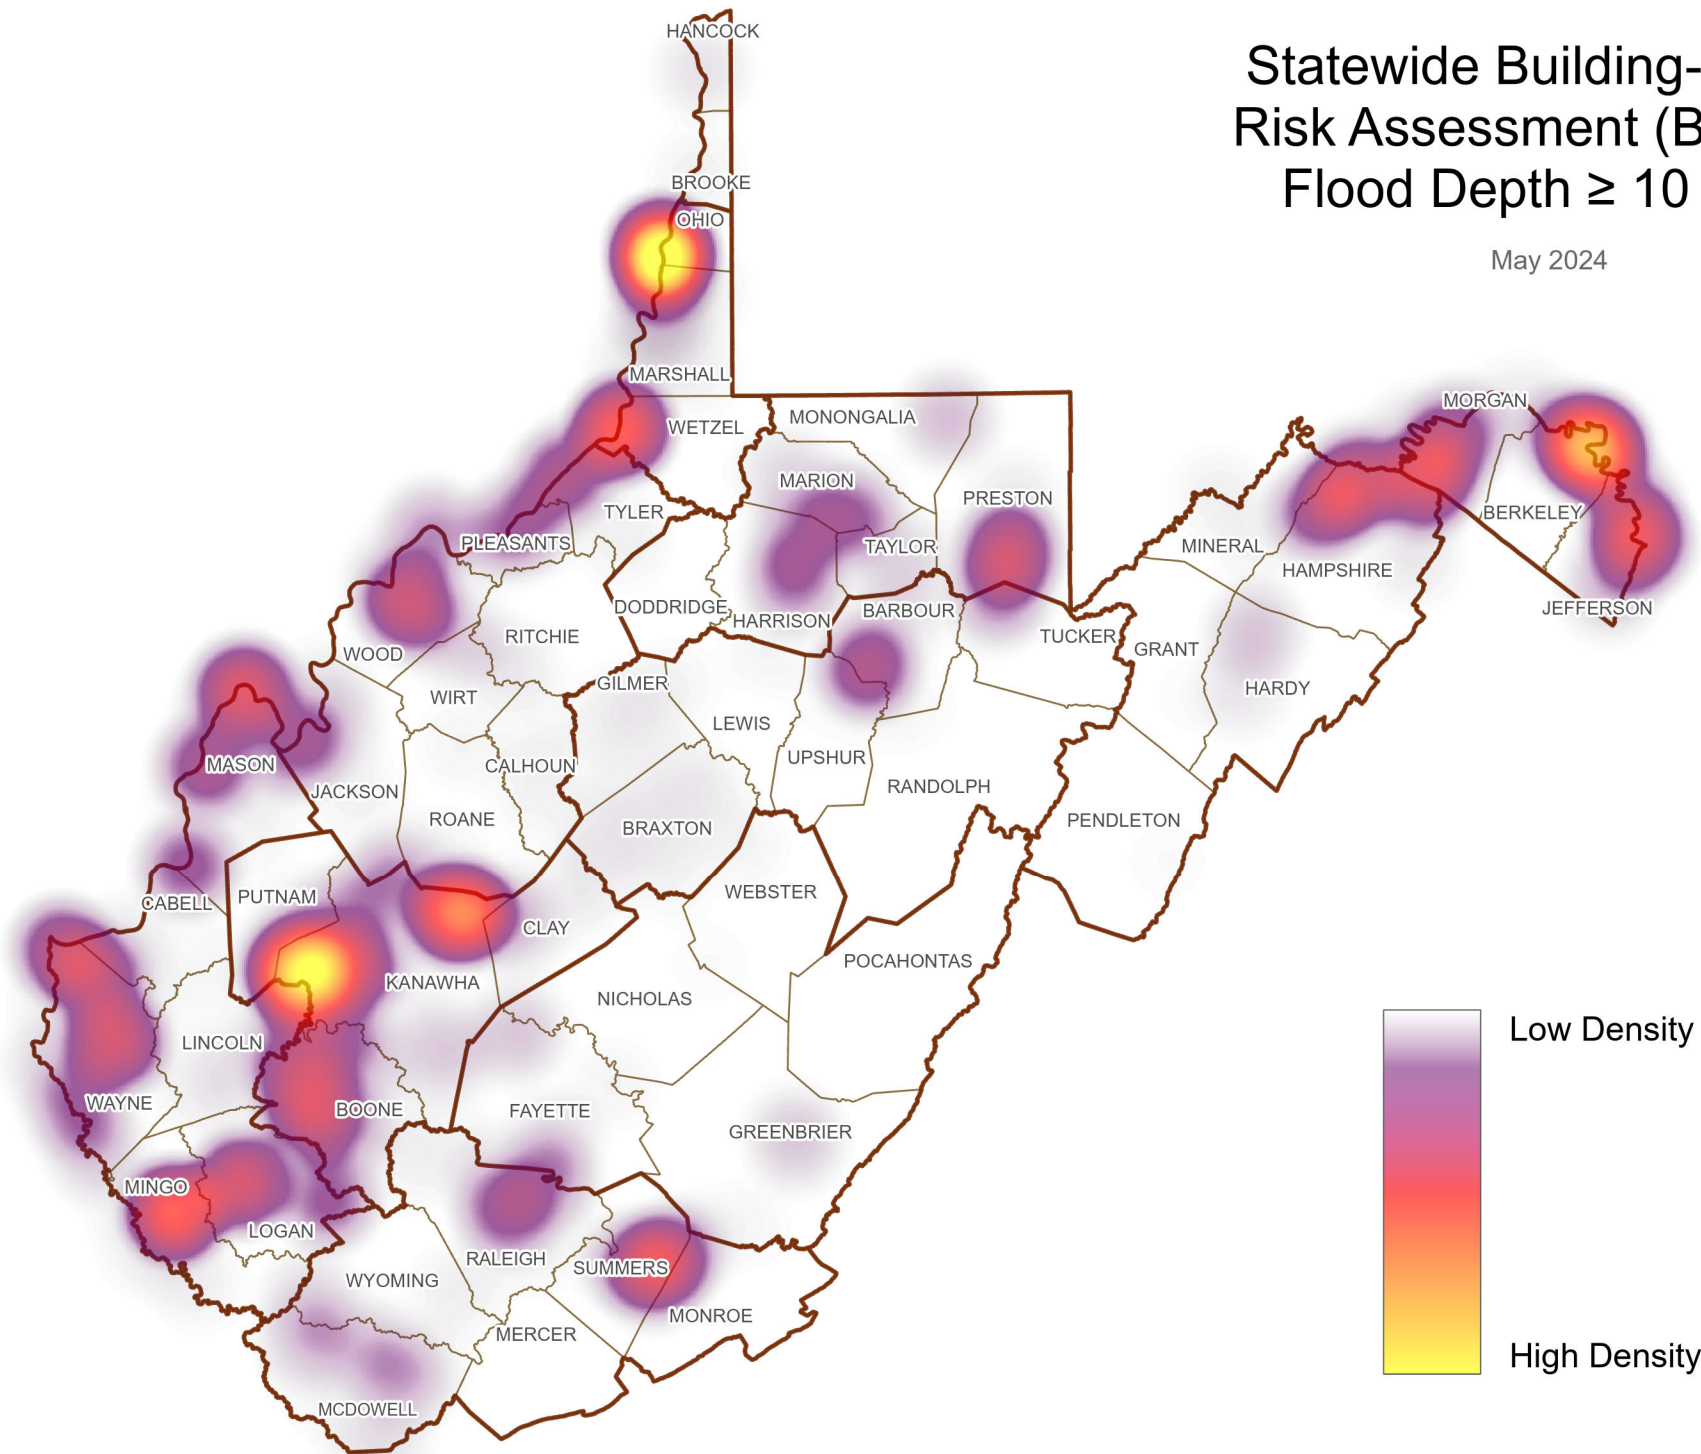 Statewide Building-
Risk Assessment (B
Flood Depth ≥ 10
May 2024
HANCOCK
BROOKE
OHIO
MARSHALL
WETZEL
MONONGALIA
MORGAN
MARION
PRESTON
TYLER
BERKELEY
PLEASANTS
TAYLOR
MINERAL
HAMPSHIRE
DODDRIDGE
HARRISON
BARBOUR
JEFFERSON
RITCHIE
TUCKER
GRANT
WOOD
GILMER
WIRT
HARDY
LEWIS
MASON
CALHOUN
UPSHUR
JACKSON
RANDOLPH
ROANE
BRAXTON
PENDLETON
PUTNAM
WEBSTER
CABELL
CLAY
POCAHONTAS
KANAWHA
NICHOLAS
LINCOLN
WAYNE
BOONE
FAYETTE
GREENBRIER
MINGO
LOGAN
RALEIGH
SUMMERS
WYOMING
MONROE
MERCER
MCDOWELL
Low Density
High Density